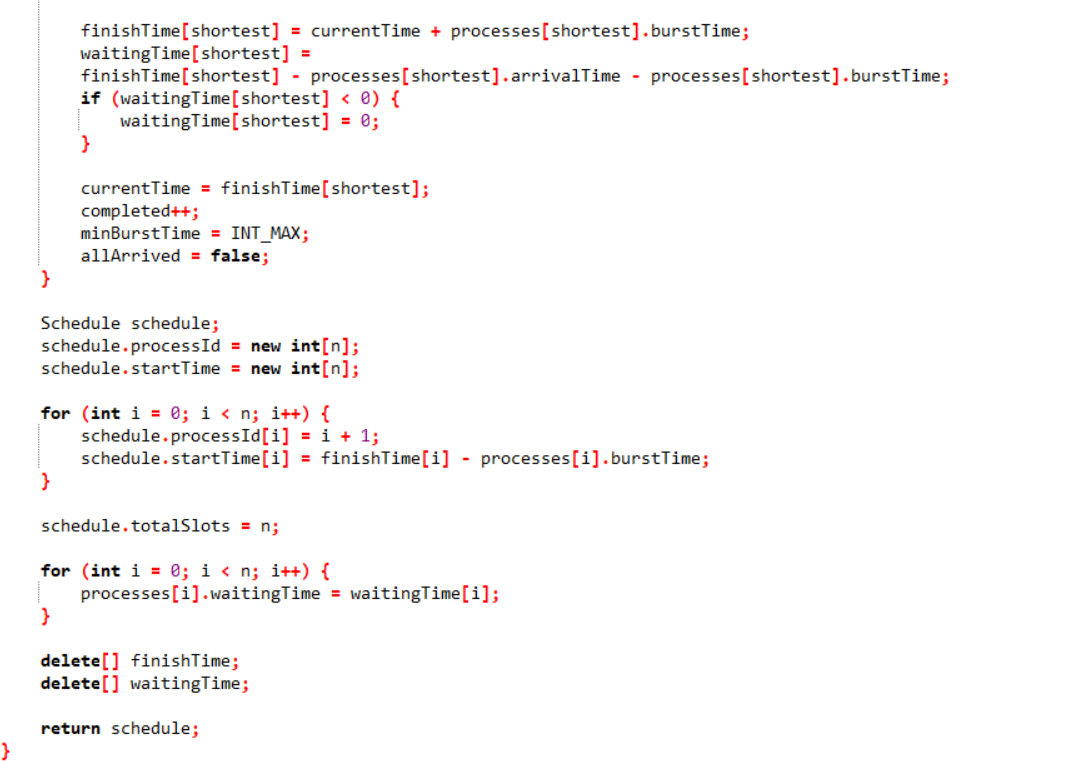 finishTime[shortest] = currentTime + processes[shortest].burstTime;
waitingTime[shortest] =
finishTime[shortest] - processes[shortest].arrivalTime - processes[shortest].burstTime;
if (waitingTime[shortest] < 0) {
waitingTime[shortest] = 0;
}
currentTime = finishTime[shortest];
completed++;
minBurstTime = INT_MAX;
allArrived = false;
}
Schedule schedule;
schedule.processId = new int[n];
schedule.startTime = new int[n];
for (int i = 0; i < n; i++) {
schedule.processId[i] = i + 1;
schedule.startTime[i] = finishTime[i] - processes[i].burstTime;
}
schedule.totalSlots = n;
for (int i = 0; i < n; i++) {
processes[i].waitingTime = waitingTime[i];
}
delete[] finishTime;
delete[] waitingTime;
return schedule;
}